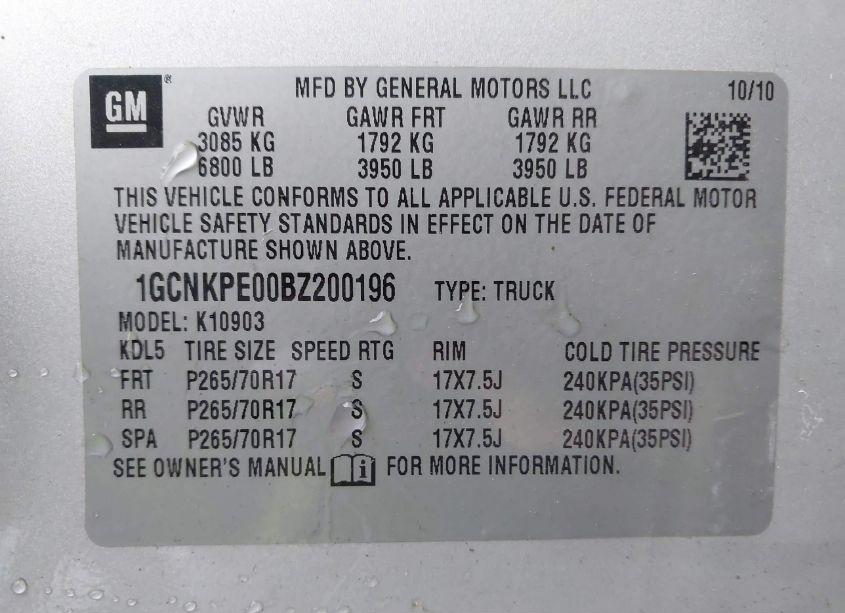 GM ®
MFD BY GENERAL MOTORS LLC 10/10
GVWR GAWR FRT GAWR RR
3085 KG 1792 KG 1792 KG
6800 LB 3950 LB 3950 LB
THIS VEHICLE CONFORMS TO ALL APPLICABLE U.S. FEDERAL MOTOR
VEHICLE SAFETY STANDARDS IN EFFECT ON THE DATE OF
MANUFACTURE SHOWN ABOVE.
1GCNKPE00BZ200196 TYPE: TRUCK
MODEL: K10903
KDL5 TIRE SIZE SPEED RTG RIM COLD TIRE PRESSURE
FRT P265/70R17 S 17X7.5J 240KPA(35PSI)
RR P265/70R17 S 17X7.5J 240KPA(35PSI)
SPA P265/70R17 S 17X7.5J 240KPA(35PSI)
SEE OWNER'S MANUAL i FOR MORE INFORMATION.